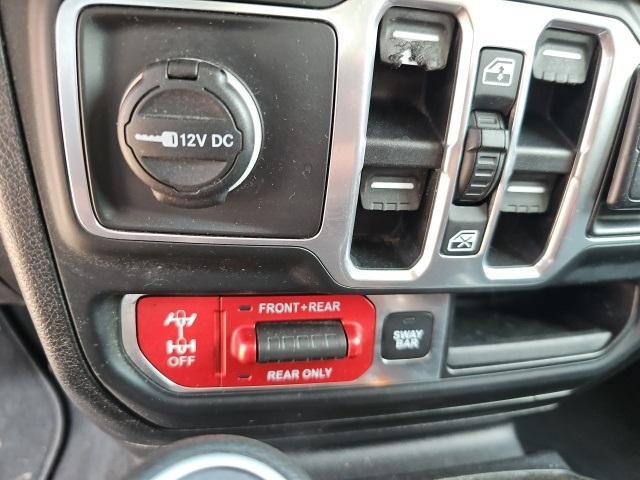 12V DC
FRONT+REAR
OFF
REAR ONLY
SWAY
BAR